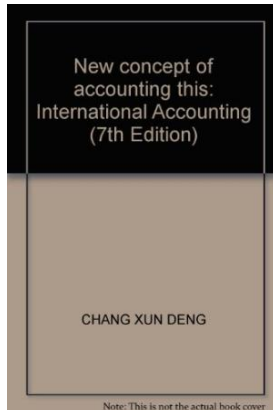 New concept of
accounting this:
International Accounting
(7th Edition)
CHANG XUN DENG
Note: This is not the actual book cover